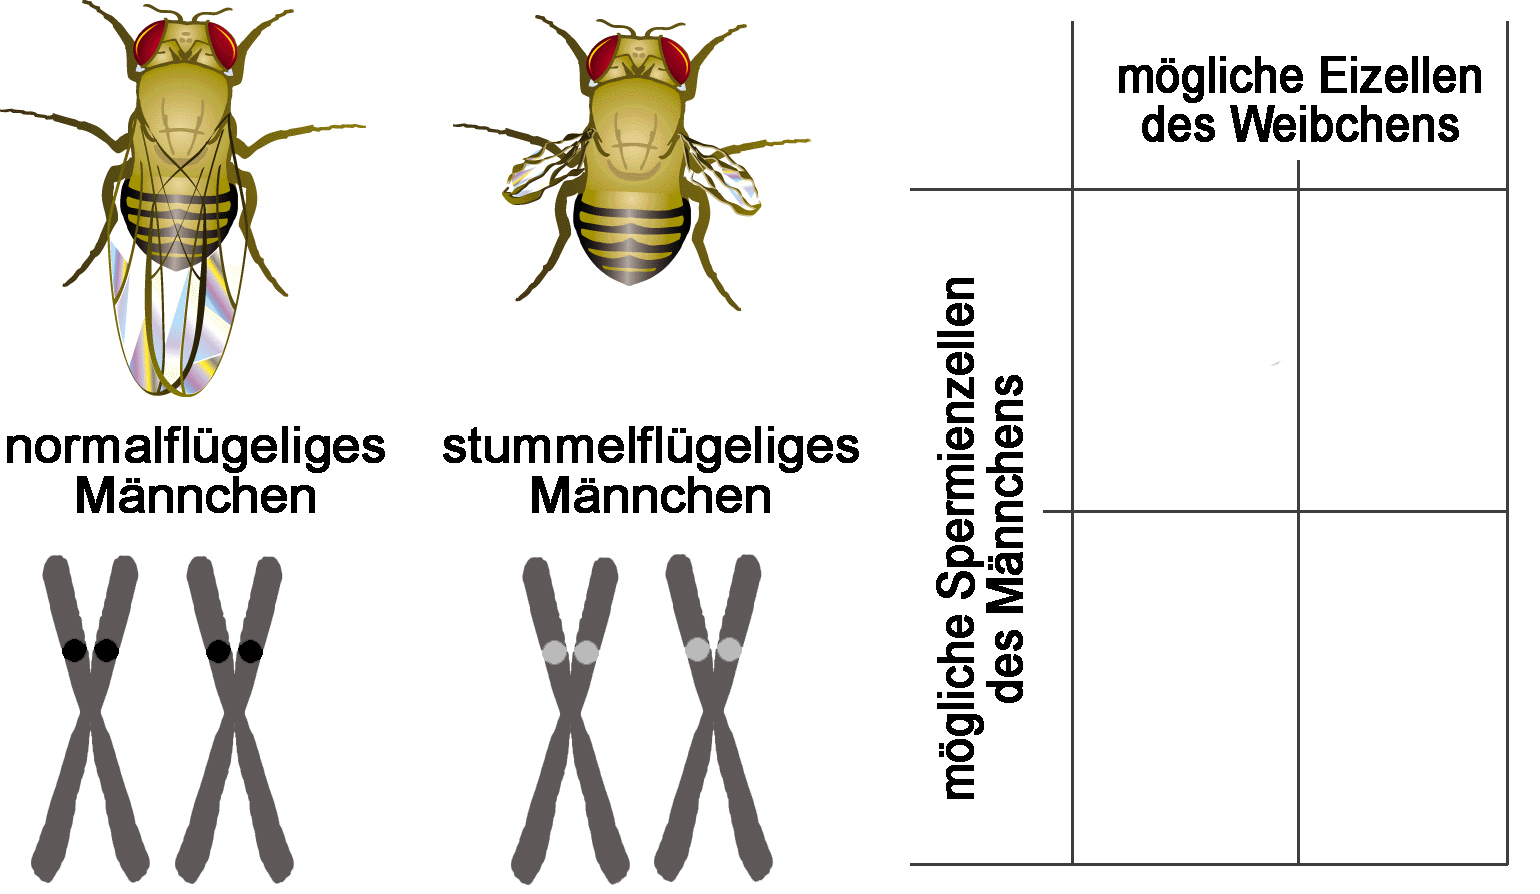 normalflügeliges
Männchen
stummelflügeliges
Männchen
mögliche Eizellen
des Weibchens
mögliche Spermienzellen
des Männchens